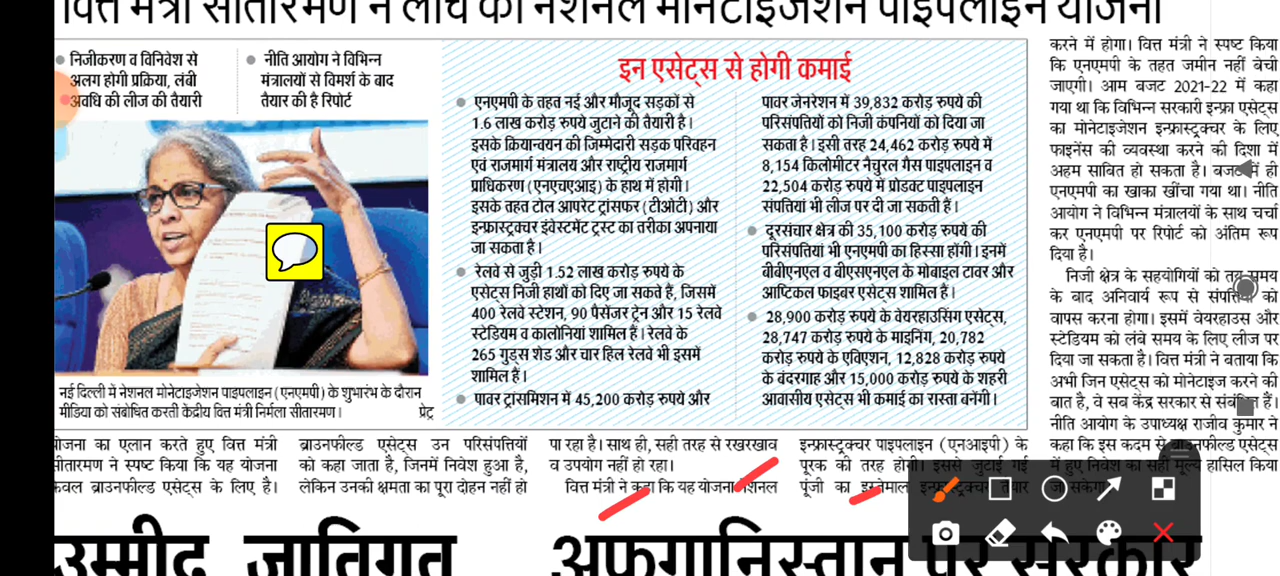 वित्त मंत्री सीतारमण ने लांच की नेशनल मोनेटाइजेशन पाइपलाइन योजना
निजीकरण व विनिवेश से
अलग होगी प्रक्रिया, लंबी
अवधि की लीज की तैयारी
नीति आयोग ने विभिन्न
मंत्रालयों से विमर्श के बाद
तैयार की है रिपोर्ट
नई दिल्ली में नेशनल मोनेटाइजेशन पाइपलाइन (एनएमपी) के शुभारंभ के दौरान
मीडिया को संबोधित करती केंद्रीय वित्त मंत्री निर्मला सीतारमण। प्रेट्र
इन एसेट्स से होगी कमाई
एनएमपी के तहत नई और मौजूद सड़कों से
1.6 लाख करोड़ रुपये जुटाने की तैयारी है।
इसके क्रियान्वयन की जिम्मेदारी सड़क परिवहन
एवं राजमार्ग मंत्रालय और राष्ट्रीय राजमार्ग
प्राधिकरण (एनएचएआइ) के हाथ में होगी।
इसके तहत टोल आपरेट ट्रांसफर (टीओटी) और
इन्फ्रास्ट्रक्चर इंवेस्टमेंट ट्रस्ट का तरीका अपनाया
जा सकता है।
रेलवे से जुड़ी 1.52 लाख करोड़ रुपये के
एसेट्स निजी हाथों को दिए जा सकते हैं, जिसमें
400 रेलवे स्टेशन, 90 पैसेंजर ट्रेन और 15 रेलवे
स्टेडियम व कालोनियां शामिल हैं। रेलवे के
265 गुड्स शेड और चार हिल रेलवे भी इसमें
शामिल हैं।
पावर ट्रांसमिशन में 45,200 करोड़ रुपये और
पावर जेनरेशन में 39,832 करोड़ रुपये की
परिसंपत्तियों को निजी कंपनियों को दिया जा
सकता है। इसी तरह 24,462 करोड़ रुपये में
8,154 किलोमीटर नैचुरल गैस पाइपलाइन व
22,504 करोड़ रुपये में प्रोडक्ट पाइपलाइन
संपत्तियां भी लीज पर दी जा सकती हैं।
दूरसंचार क्षेत्र की 35,100 करोड़ रुपये की
परिसंपत्तियां भी एनएमपी का हिस्सा होंगी। इनमें
बीबीएनएल व बीएसएनएल के मोबाइल टावर और
आप्टिकल फाइबर एसेट्स शामिल हैं।
28,900 करोड़ रुपये के वेयरहाउसिंग एसेट्स,
28,747 करोड़ रुपये के माइनिंग, 20,782
करोड़ रुपये के एविएशन, 12,828 करोड़ रुपये
के बंदरगाह और 15,000 करोड़ रुपये के शहरी
आवासीय एसेट्स भी कमाई का रास्ता बनेंगी।
योजना का एलान करते हुए वित्त मंत्री
सीतारमण ने स्पष्ट किया कि यह योजना
केवल ब्राउनफील्ड एसेट्स के लिए है।
ब्राउनफील्ड एसेट्स उन परिसंपत्तियों
को कहा जाता है, जिनमें निवेश हुआ है,
लेकिन उनकी क्षमता का पूरा दोहन नहीं हो
पा रहा है। साथ ही, सही तरह से रखरखाव
व उपयोग नहीं हो रहा।
वित्त मंत्री ने कहा कि यह योजना नेशनल
इन्फ्रास्ट्रक्चर पाइपलाइन (एनआइपी) के
पूरक की तरह होगी। इससे जुटाई गई
पूंजी का इस्तेमाल इन्फ्रास्ट्रक्चर तैयार
करने में होगा। वित्त मंत्री ने स्पष्ट किया
कि एनएमपी के तहत जमीन नहीं बेची
जाएगी। आम बजट 2021-22 में कहा
गया था कि विभिन्न सरकारी इन्फ्रा एसेट्स
का मोनेटाइजेशन इन्फ्रास्ट्रक्चर के लिए
फाइनेंस की व्यवस्था करने की दिशा में
अहम साबित हो सकता है। बजट में ही
एनएमपी का खाका खींचा गया था। नीति
आयोग ने विभिन्न मंत्रालयों के साथ चर्चा
कर एनएमपी पर रिपोर्ट को अंतिम रूप
दिया है।
निजी क्षेत्र के सहयोगियों को तय समय
के बाद अनिवार्य रूप से संपत्तियों को
वापस करना होगा। इसमें वेयरहाउस और
स्टेडियम को लंबे समय के लिए लीज पर
दिया जा सकता है। वित्त मंत्री ने बताया कि
अभी जिन एसेट्स को मोनेटाइज करने की
बात है, वे सब केंद्र सरकार से संबंधित हैं।
नीति आयोग के उपाध्यक्ष राजीव कुमार ने
कहा कि इस कदम से ब्राउनफील्ड एसेट्स
में हुए निवेश का सही मूल्य हासिल किया
जा सकेगा
उम्मीद जातिगत
अफगानिस्तान पर सरकार